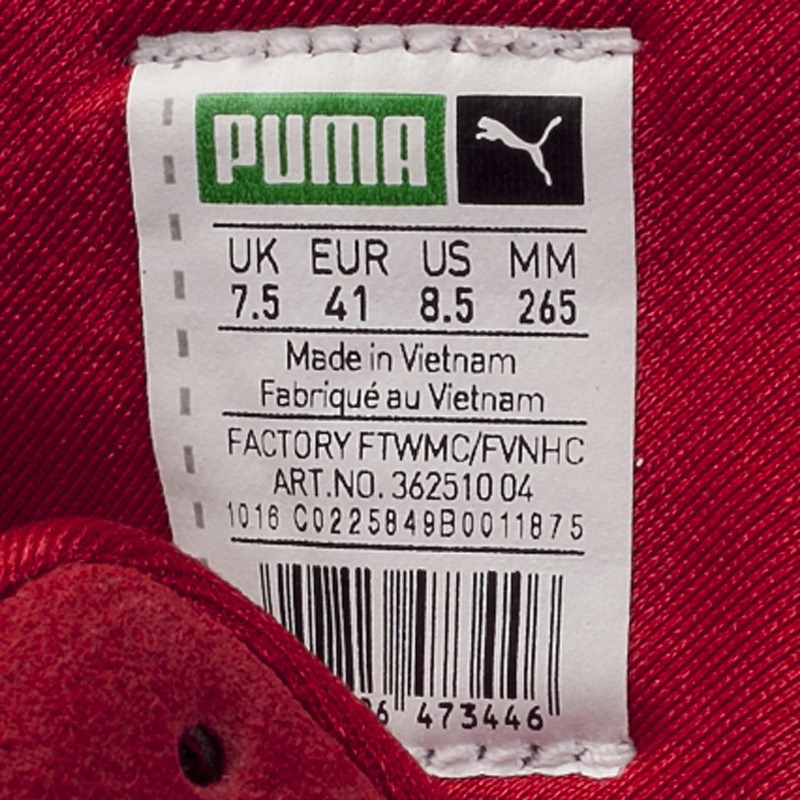 PUMA
UK EUR US MM
7.5 41 8.5 265
Made in Vietnam
Fabriqué au Vietnam
FACTORY FTWMC/FVNHC
ART.NO. 362510 04
1016 C0225849B0011875
6 473446